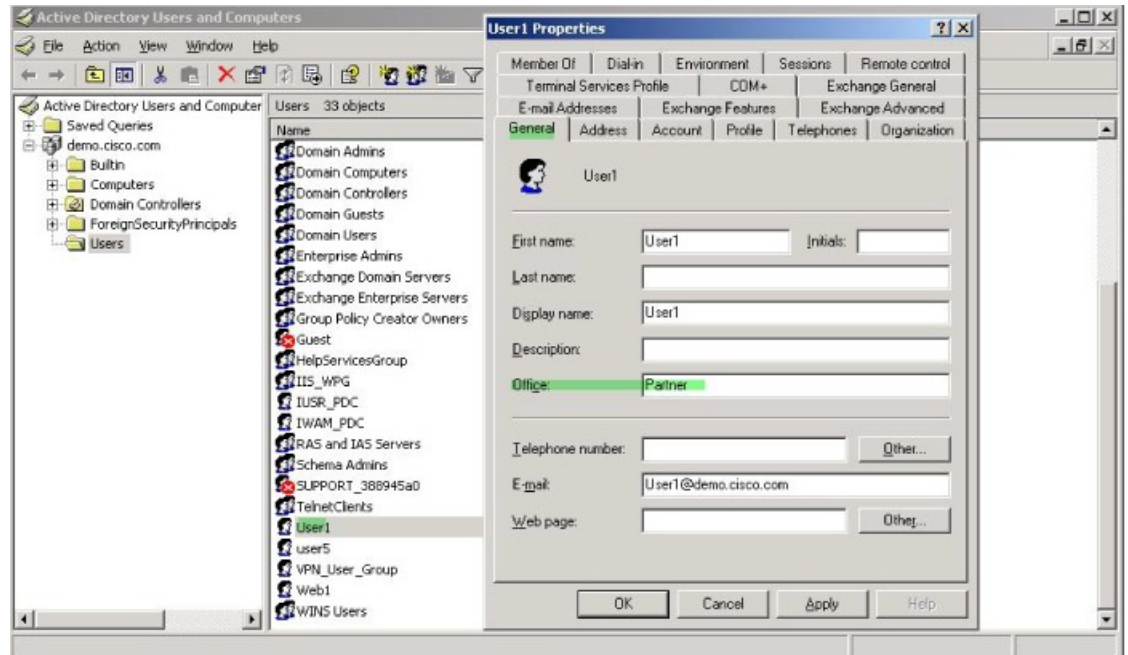 Active Directory Users and Computers
File Action View Window Help
Active Directory Users and Computer
Saved Queries
demo.cisco.com
Builtin
Computers
Domain Controllers
ForeignSecurityPrincipals
Users
Users 33 objects
Name
Domain Admins
Domain Computers
Domain Controllers
Domain Guests
Domain Users
Enterprise Admins
Exchange Domain Servers
Exchange Enterprise Servers
Group Policy Creator Owners
Guest
HelpServicesGroup
IIS_WPG
IUSR_PDC
IWAM_PDC
RAS and IAS Servers
Schema Admins
SUPPORT_388945a0
TelnetClients
User1
user5
VPN_User_Group
Web1
WINS Users
User1 Properties
Member Of Dial-in Environment Sessions Remote control
Terminal Services Profile COM+ Exchange General
E-mail Addresses Exchange Features Exchange Advanced
General Address Account Profile Telephones Organization
User1
First name: User1 Initials:
Last name:
Display name: User1
Description:
Office: Partner
Telephone number: Other...
E-mail: User1@demo.cisco.com
Web page: Other...
OK Cancel Apply Help